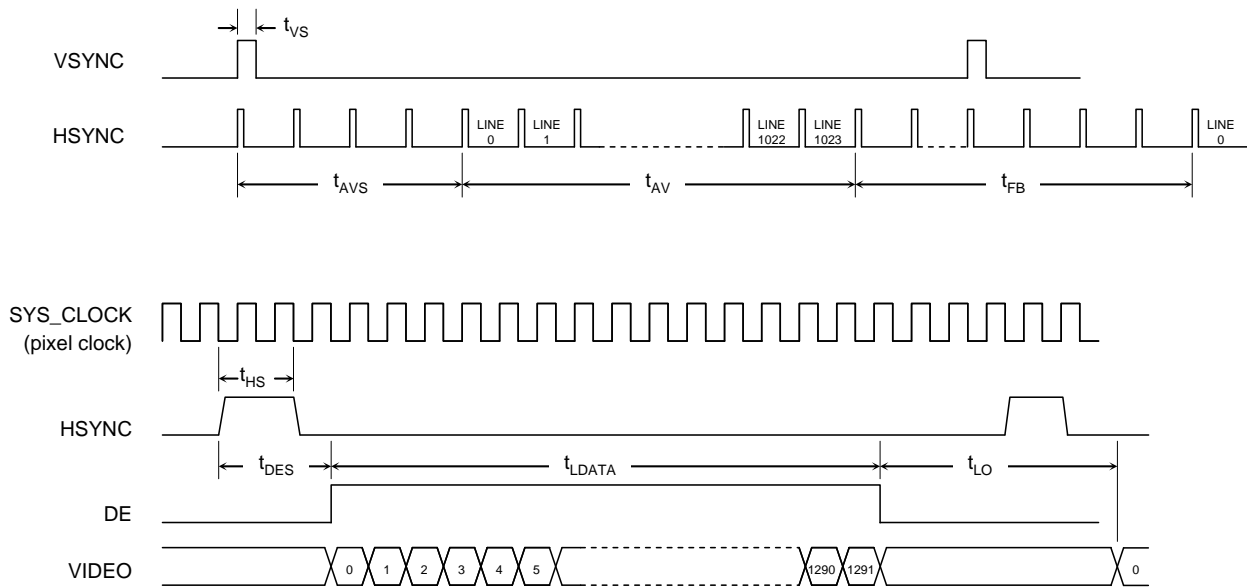 tVS
VSYNC
HSYNC
LINE 0
LINE 1
LINE 1022
LINE 1023
LINE 0
tAVS
tAV
tFB
SYS_CLOCK
(pixel clock)
tHS
HSYNC
tDES
tLDATA
tLO
DE
VIDEO
0 1 2 3 4 5 1290 1291 0